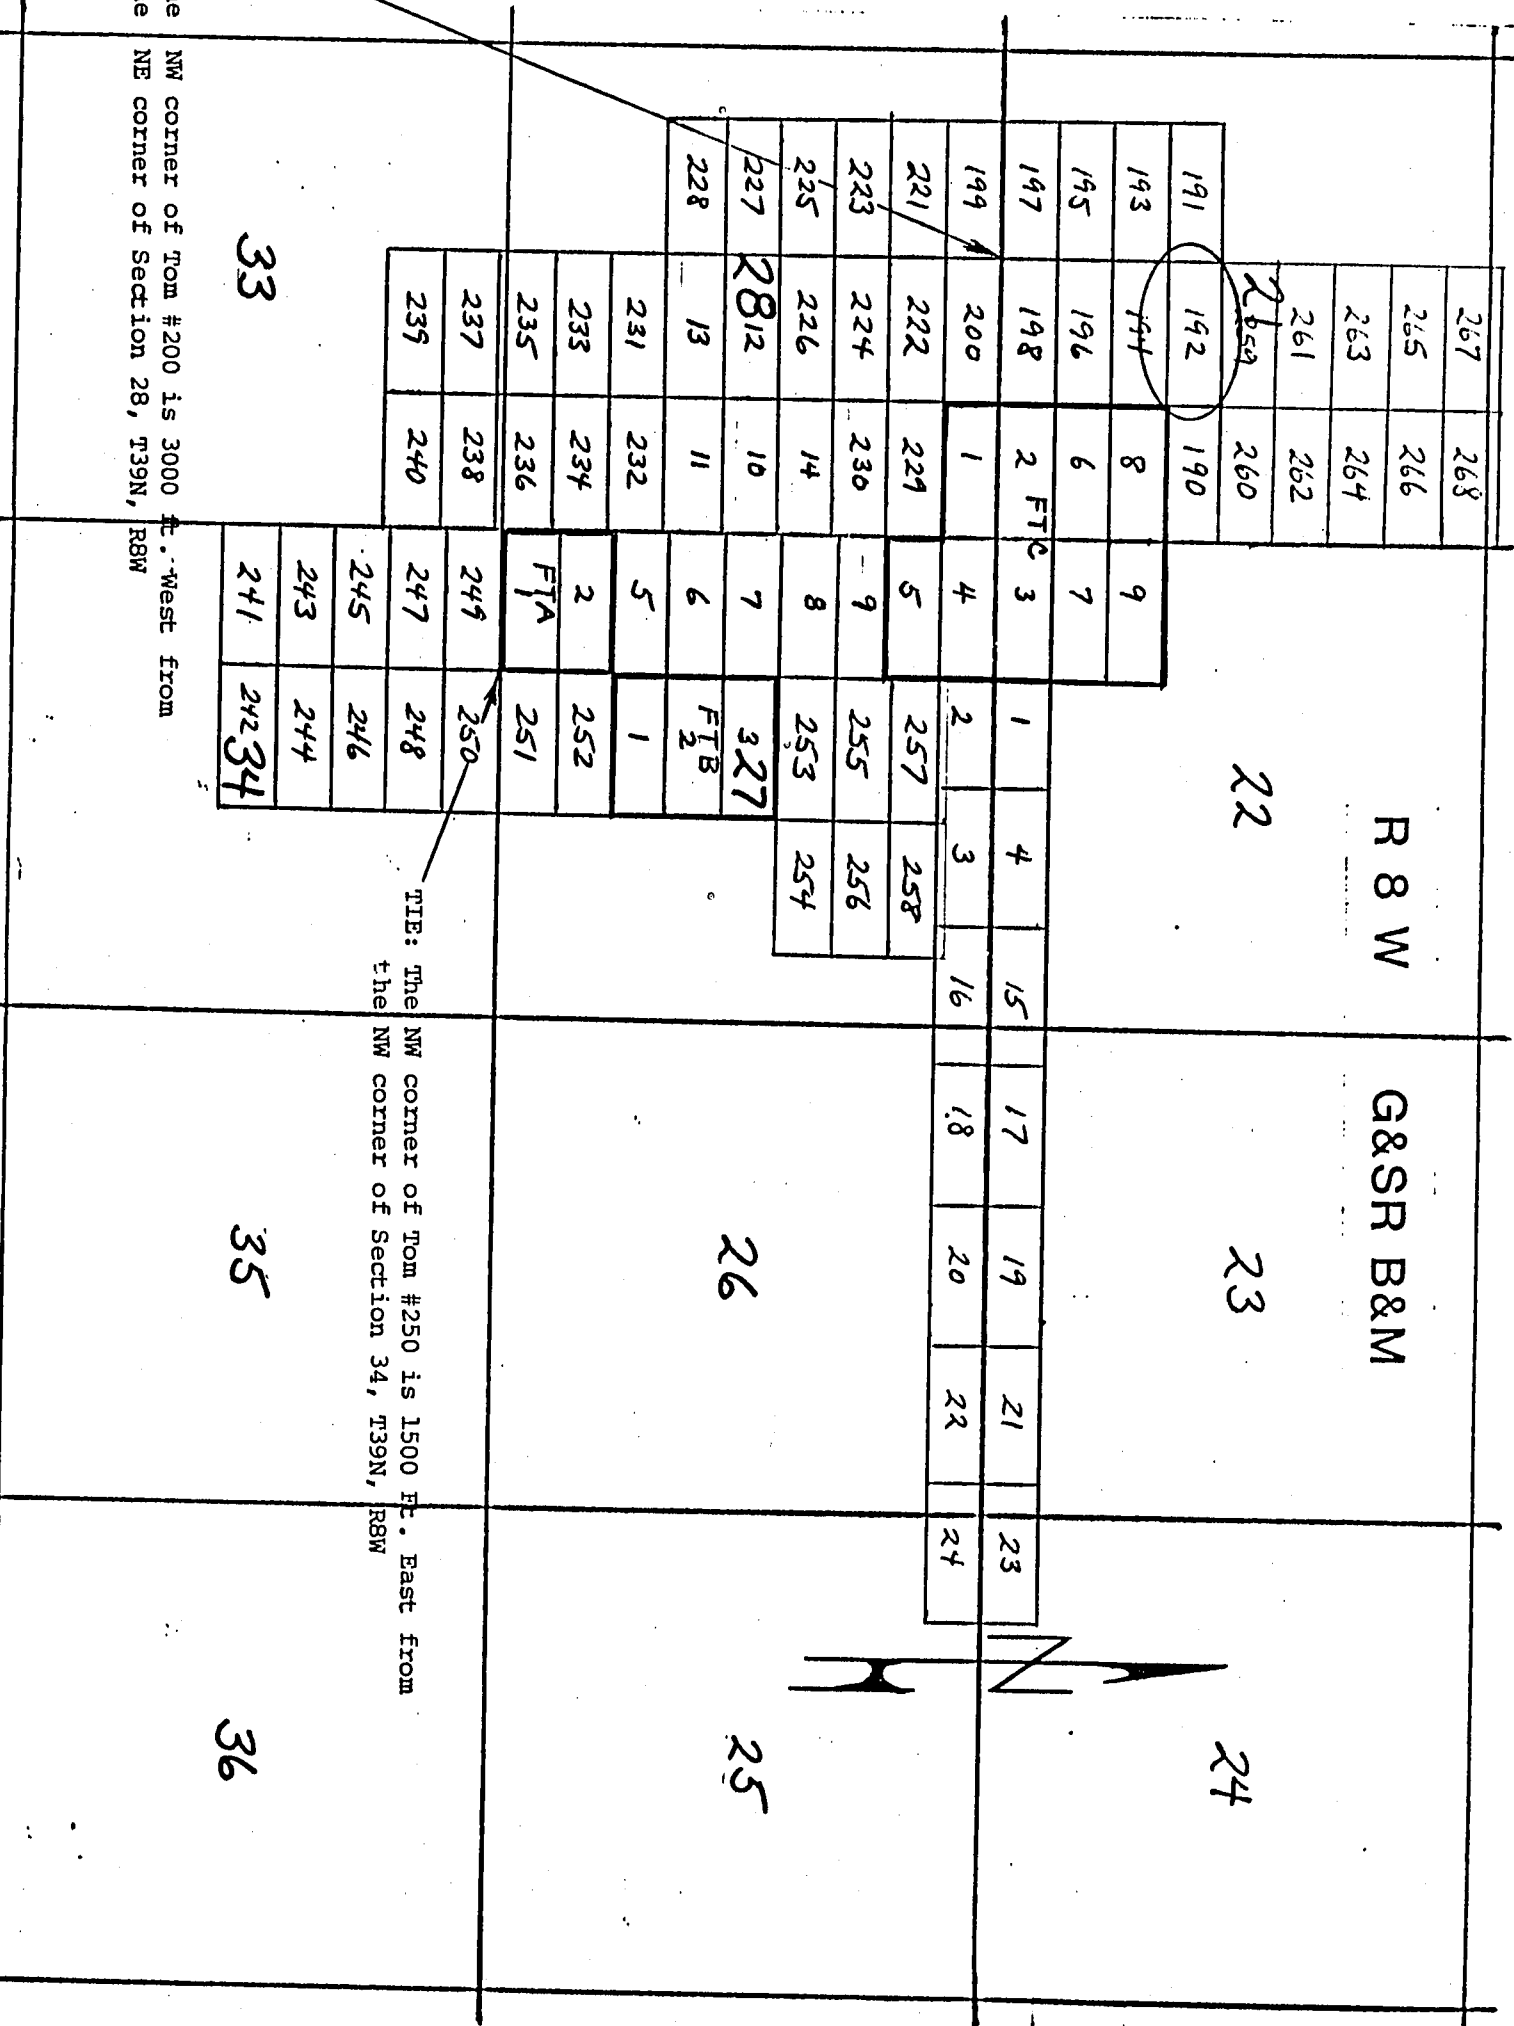 R 8 W G&SR B&M
267 268
265 266
263 264
261 262
21 259 260 22 23 24
191 192 190
193 194 8 9
195 196 6 7
197 198 2 FTC 3 1 4 15 17 19 21 23 N
199 200 1 4 2 3 16 18 20 22 24
221 222 229 5 257 258
223 224 230 9 255 256
225 226 14 8 253 254
227 28 12 10 7 3 27 26 25
228 13 11 6 FTB 2
231 232 5 1
233 234 2 252
235 236 FTA 1 251
237 238 249 250
239 240 247 248
TIE: The NW corner of Tom #250 is 1500 Ft. East from
the NW corner of Section 34, T39N, R8W
245 246
243 244
33 241 242 34 35 36
NW corner of Tom #200 is 3000 ft. West from
NE corner of Section 28, T39N, R8W